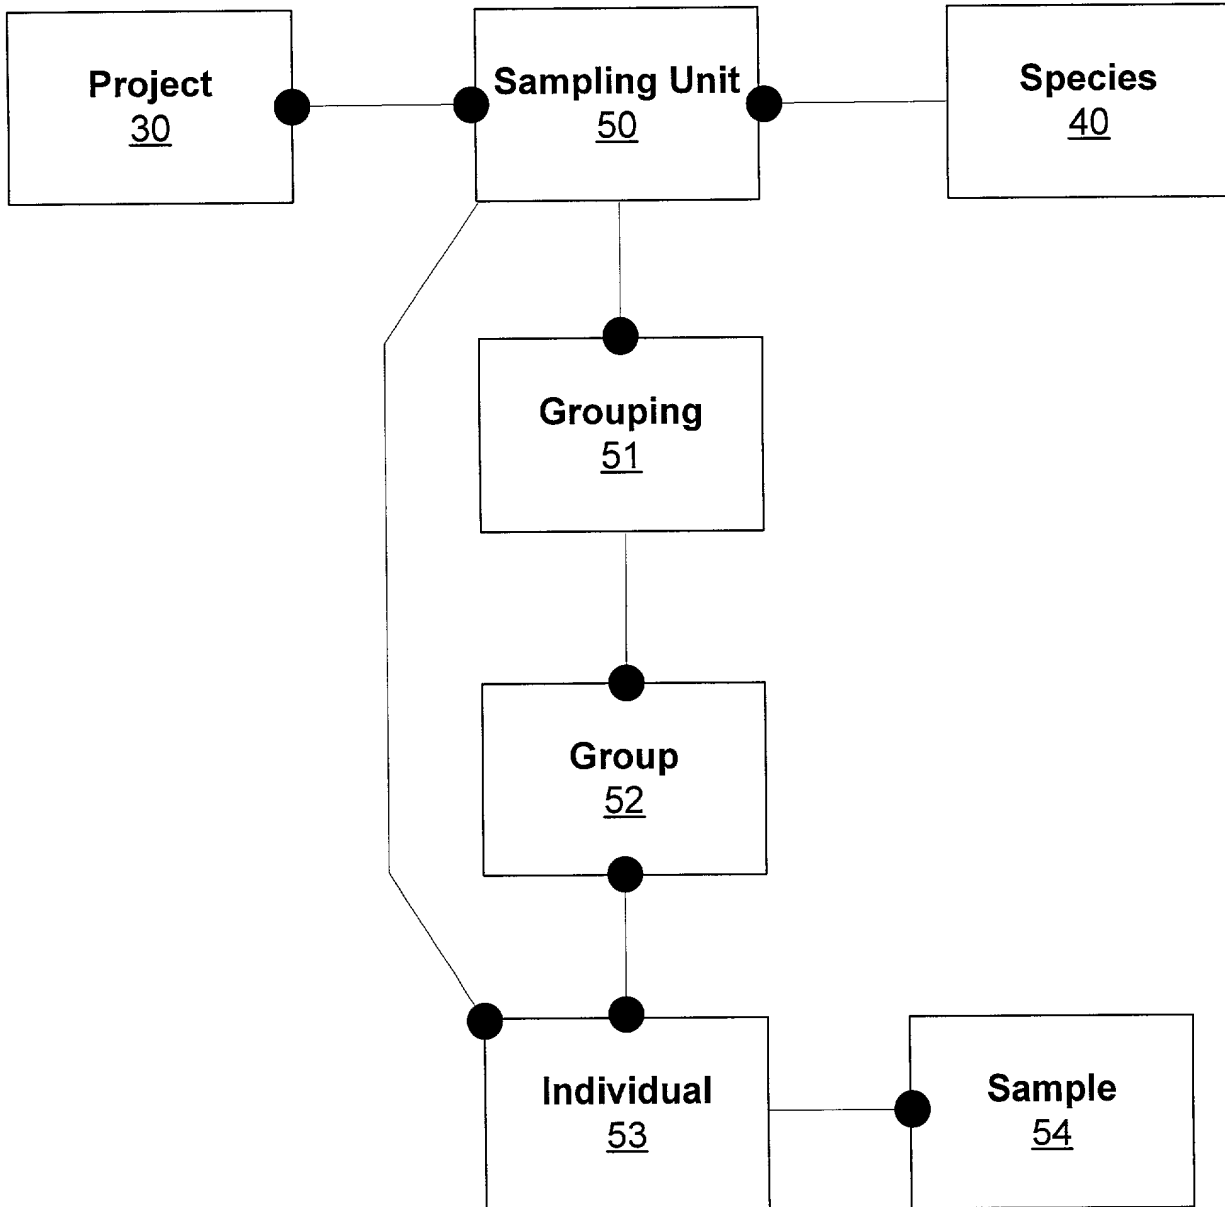 Project
30
Sampling Unit
50
Species
40
Grouping
51
Group
52
Individual
53
Sample
54